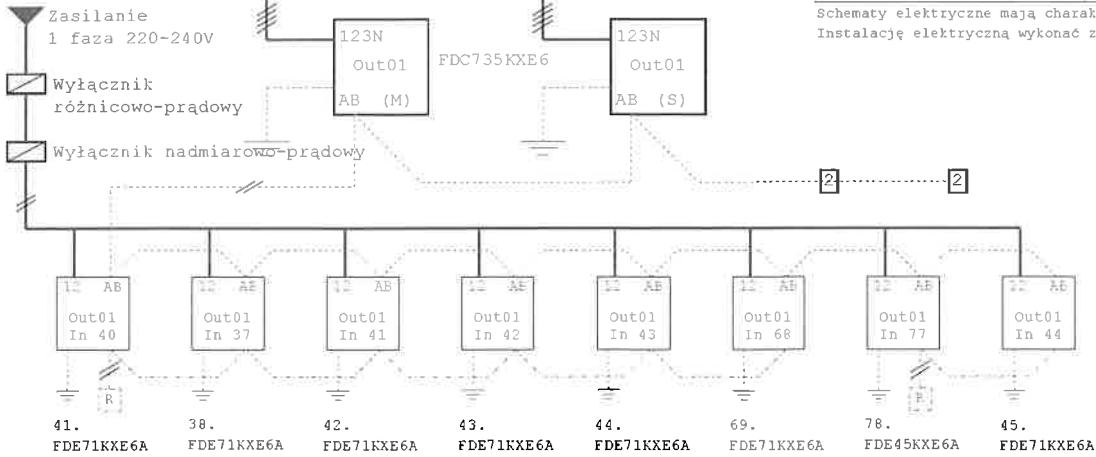 Zasilanie
1 faza 220-240V
Wyłącznik
różnicowo-prądowy
Wyłącznik nadmiarowo-prądowy
123N
Out01
AB (M)
FDC735KXE6
123N
Out01
AB (S)
Schematy elektryczne mają
Instalację elektryczną wykonać
2 2
12 AB
Out01
In 40
12 AB
Out01
In 37
12 AB
Out01
In 41
12 AB
Out01
In 42
12 AB
Out01
In 43
12 AB
Out01
In 68
12 AB
Out01
In 77
12 AB
Out01
In 44
R R
41. 38. 42. 43. 44. 69. 78. 45.
FDE71KXE6A FDE71KXE6A FDE71KXE6A FDE71KXE6A FDE71KXE6A FDE71KXE6A FDE45KXE6A FDE71KXE6A